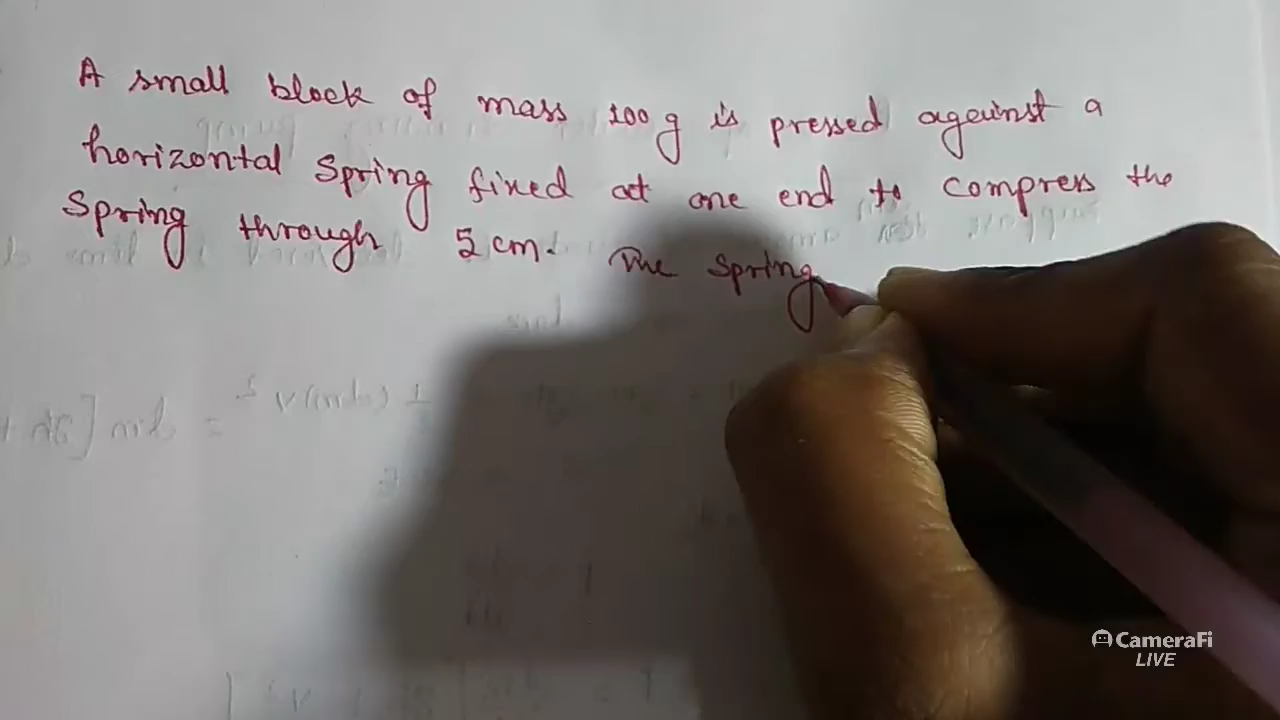 A small block of mass 100 g is pressed against a
horizontal Spring fixed at one end to compress the
Spring through 5 cm. The Spring
CameraFi
LIVE